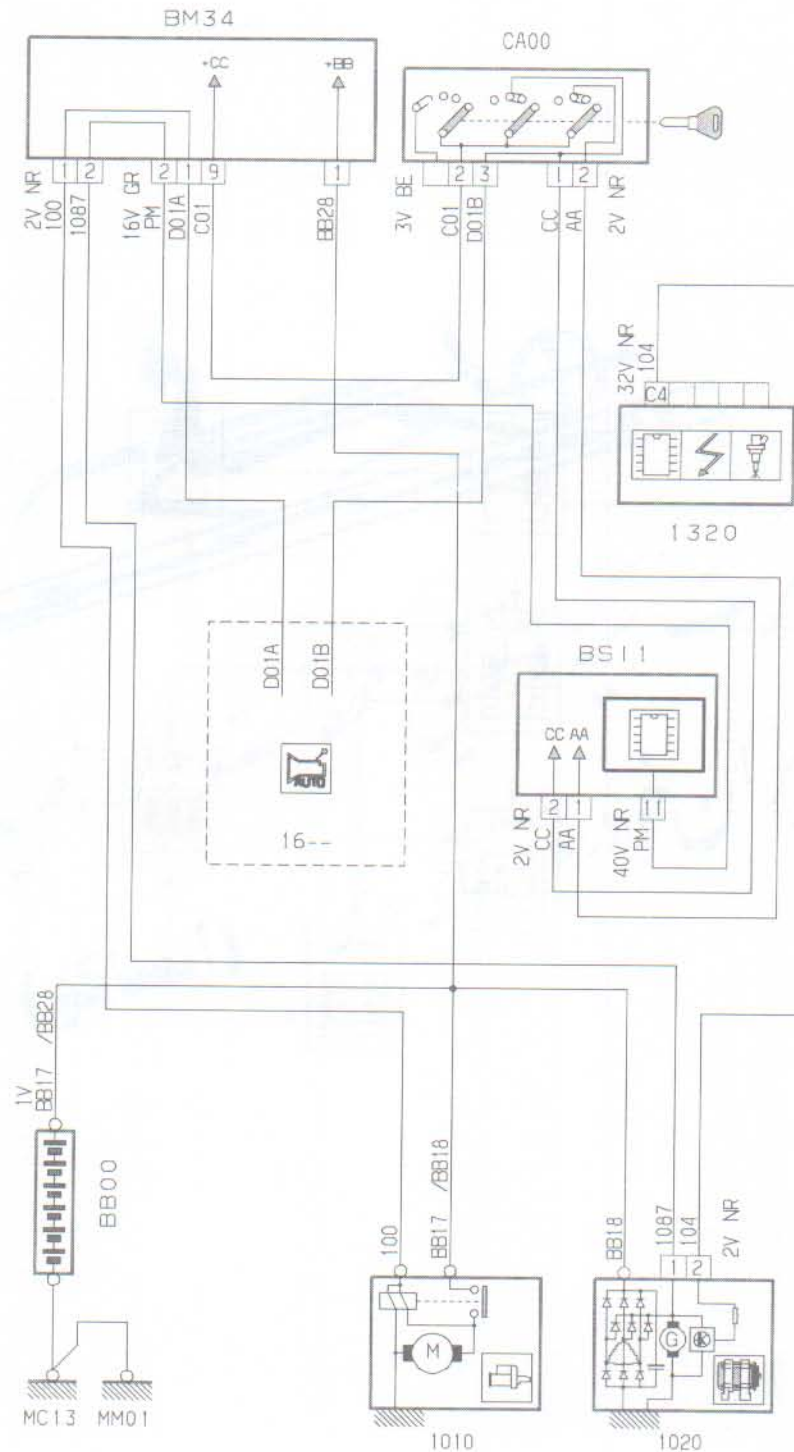 BM34
CA00
+CC
+BB
1 2 2 1 9 1
2 3 1 2
2V NR
100
1087
16V GR
PM
D01A
C01
BB28
3V BE
C01
D01B
CC
AA
2V NR
32V NR
104
C4
1320
D01A
D01B
AUTO
16--
BSI1
CC AA
2 1 11
2V NR
CC
AA
40V NR
PM
1V
BB17 /BB28
BB00
MC13 MM01
100
BB17 /BB18
M
1010
BB18
1087
104
2V NR
1 2
G
1020